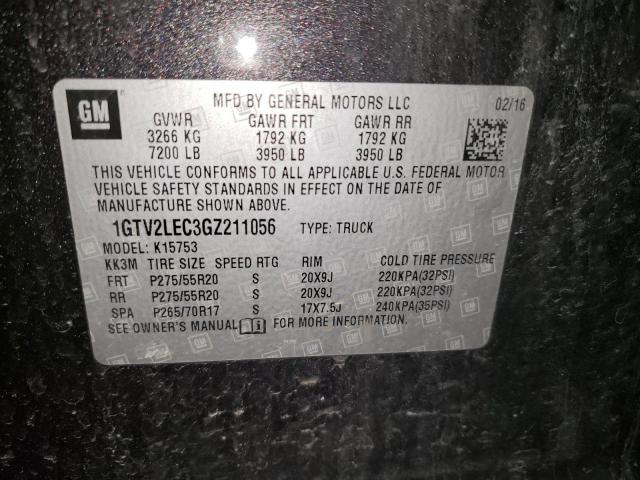 GM
MFD BY GENERAL MOTORS LLC 02/16
GVWR GAWR FRT GAWR RR
3266 KG 1792 KG 1792 KG
7200 LB 3950 LB 3950 LB
THIS VEHICLE CONFORMS TO ALL APPLICABLE U.S. FEDERAL MOTOR
VEHICLE SAFETY STANDARDS IN EFFECT ON THE DATE OF
MANUFACTURE SHOWN ABOVE.
1GTV2LEC3GZ211056 TYPE: TRUCK
MODEL: K15753
KK3M TIRE SIZE SPEED RTG RIM COLD TIRE PRESSURE
FRT P275/55R20 S 20X9J 220KPA(32PSI)
RR P275/55R20 S 20X9J 220KPA(32PSI)
SPA P265/70R17 S 17X7.5J 240KPA(35PSI)
SEE OWNER'S MANUAL FOR MORE INFORMATION.